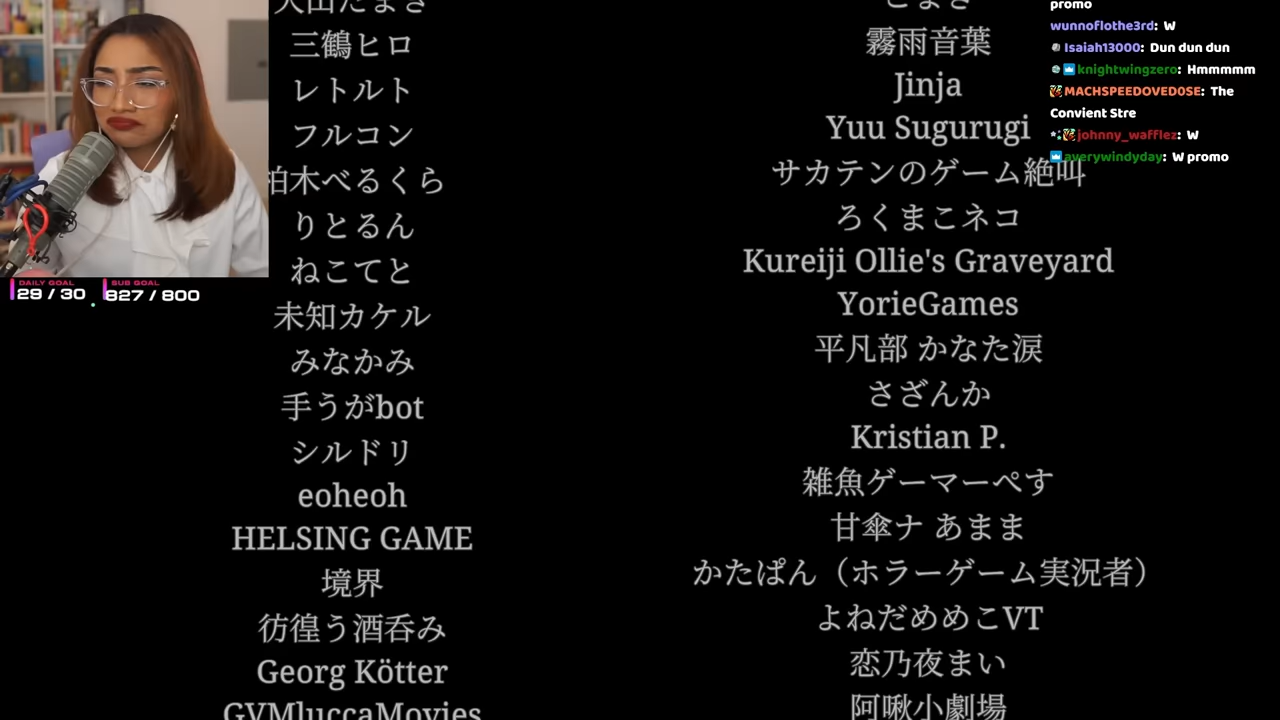 三鶴ヒロ
レトルト
フルコン
柏木べるくら
りとるん
ねこてと
未知カケル
みなかみ
手うがbot
シルドリ
eoheoh
HELSING GAME
境界
彷徨う酒呑み
Georg Kötter
GVMluccaMovies
霧雨音葉
Jinja
Yuu Sugurugi
サカテンのゲーム絶叫
ろくまこネコ
Kureiji Ollie's Graveyard
YorieGames
平凡部 かなた涙
さざんか
Kristian P.
雑魚ゲーマーぺす
甘傘ナ あまま
かたぱん（ホラーゲーム実況者）
よねだめめこVT
恋乃夜まい
阿啾小劇場
promo
wunnoflothe3rd: W
Isaiah13000: Dun dun dun
knightwingzero: Hmmmmm
MACHSPEEDOVED0SE: The
Convient Stre
johnny_wafflez: W
averywindyday: W promo
DAILY GOAL
29 / 30
SUB GOAL
827 / 800